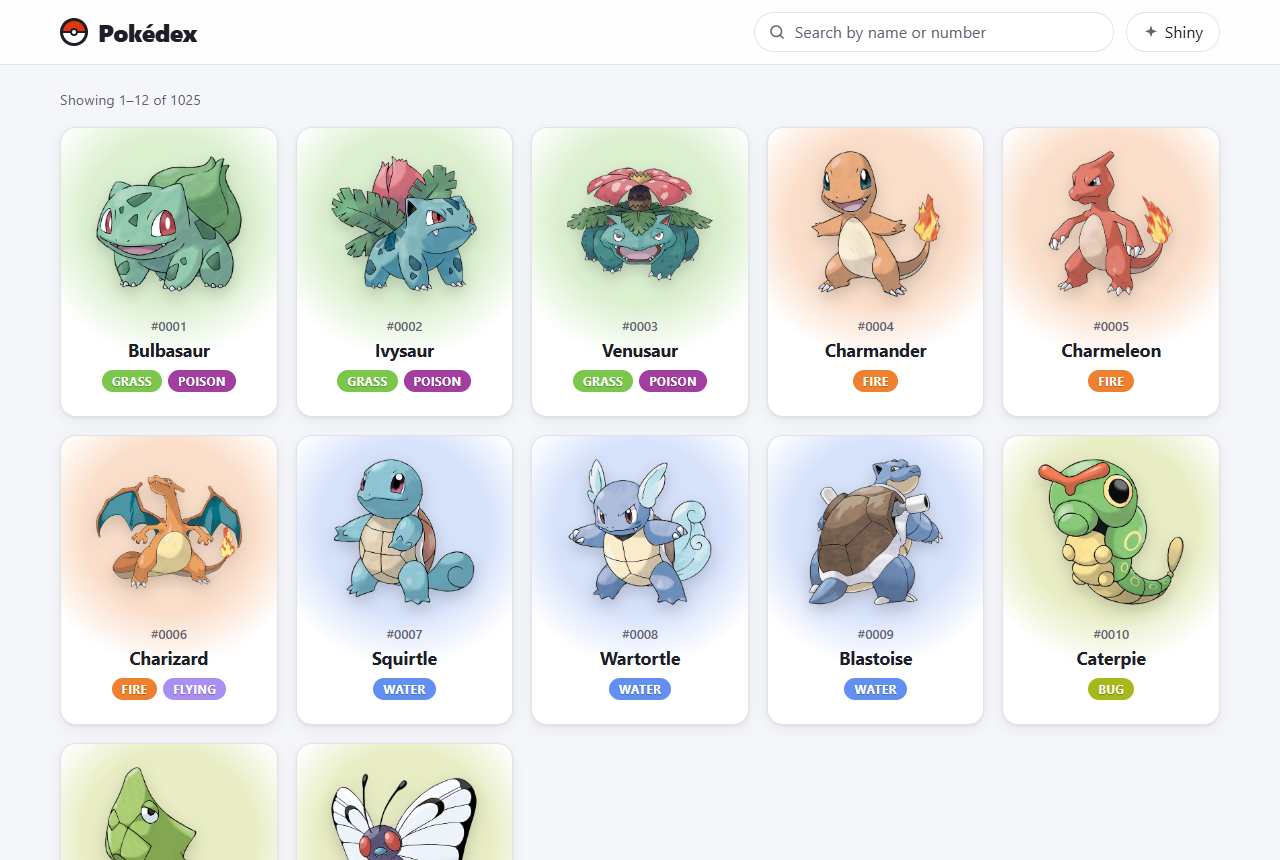 Pokédex
Search by name or number
Shiny
Showing 1–12 of 1025
#0001
Bulbasaur
GRASS POISON
#0002
Ivysaur
GRASS POISON
#0003
Venusaur
GRASS POISON
#0004
Charmander
FIRE
#0005
Charmeleon
FIRE
#0006
Charizard
FIRE FLYING
#0007
Squirtle
WATER
#0008
Wartortle
WATER
#0009
Blastoise
WATER
#0010
Caterpie
BUG